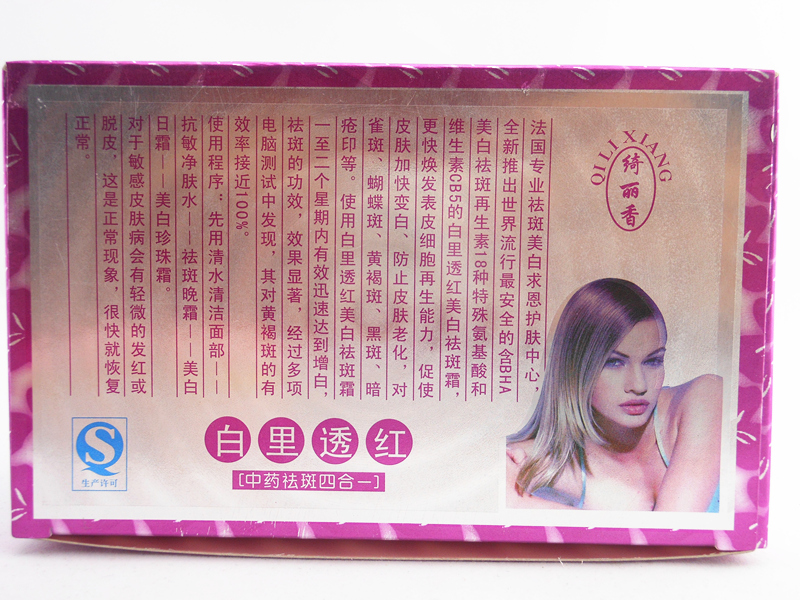 QILI XIANG
绮丽香
法国专业祛斑美白求恩护肤中心，
全新推出世界流行最安全的含BHA
美白祛斑再生素18种特殊氨基酸和
维生素CB5的白里透红美白祛斑霜，
更快焕发表皮细胞再生能力，促使
皮肤加快变白、防止皮肤老化，对
雀斑、蝴蝶斑、黄褐斑、黑斑、暗
疮印等。使用白里透红美白祛斑霜
一至二个星期内有效迅速达到增白，
祛斑的功效，效果显著，经过多项
电脑测试中发现，其对黄褐斑的有
效率接近100%。
使用程序：先用清水清洁面部——
抗敏净肤水——祛斑晚霜——美白
日霜——美白珍珠霜。
对于敏感皮肤病会有轻微的发红或
脱皮，这是正常现象，很快就恢复
正常。
白里透红
[中药祛斑四合一]
生产许可